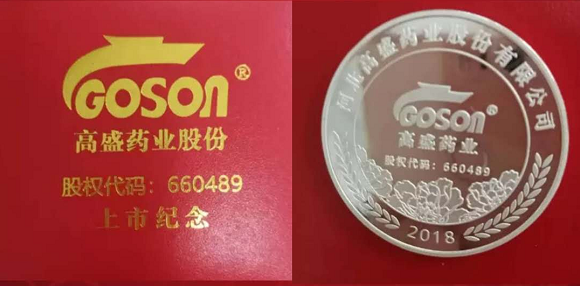 GOSON®
高盛药业股份
股权代码：660489
上市纪念
河北高盛药业股份有限公司
GOSON®
高盛药业
股权代码：660489
2018